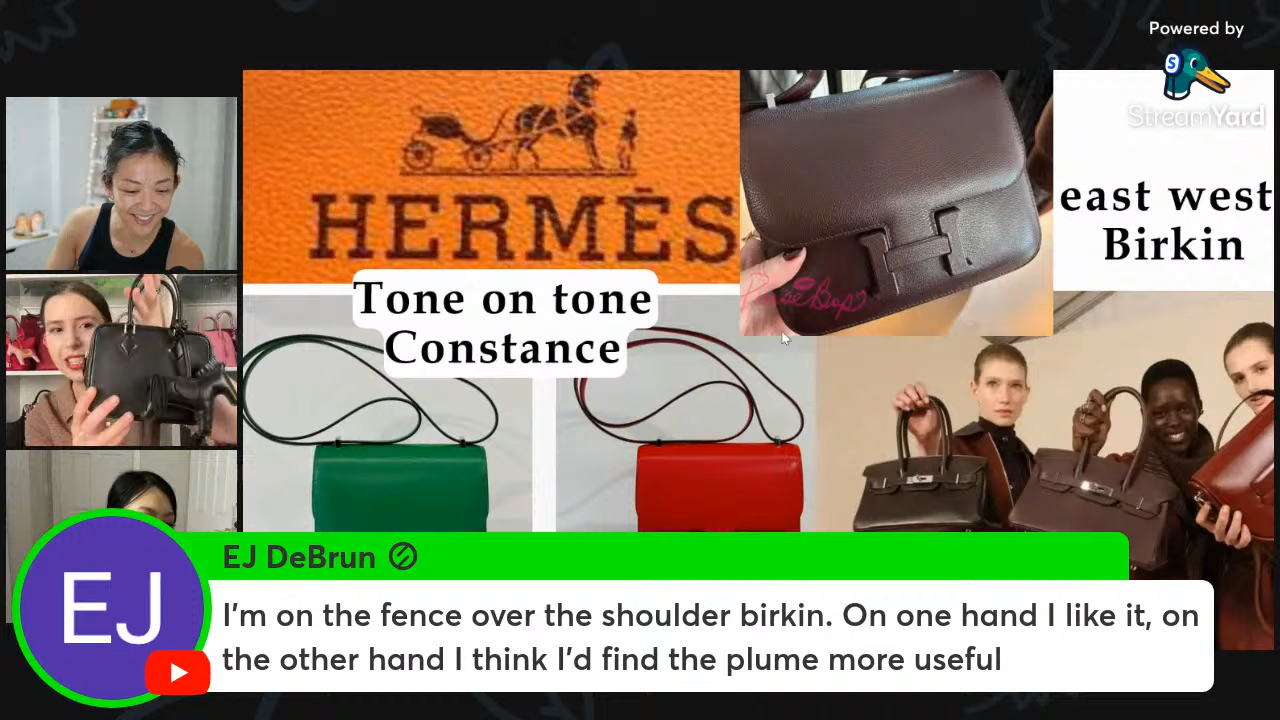 Powered by
StreamYard
S
HERMÈS
Tone on tone
Constance
PurseBop
east west
Birkin
EJ
EJ DeBrun
I'm on the fence over the shoulder birkin. On one hand I like it, on
the other hand I think I'd find the plume more useful